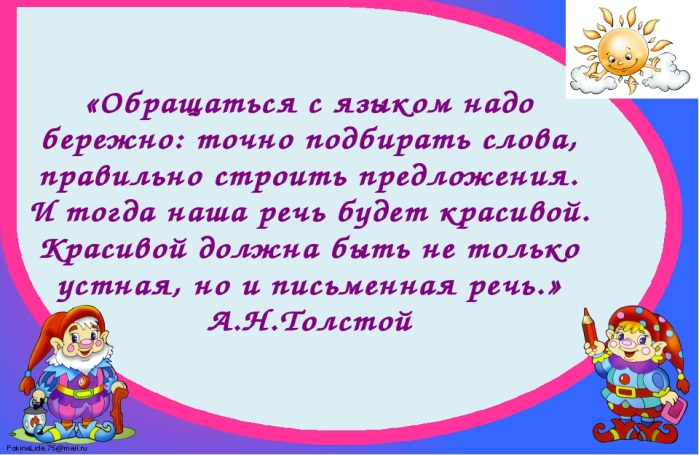 «Обращаться с языком надо
бережно: точно подбирать слова,
правильно строить предложения.
И тогда наша речь будет красивой.
Красивой должна быть не только
устная, но и письменная речь.»
А.Н.Толстой
FokinaLida.75@mail.ru